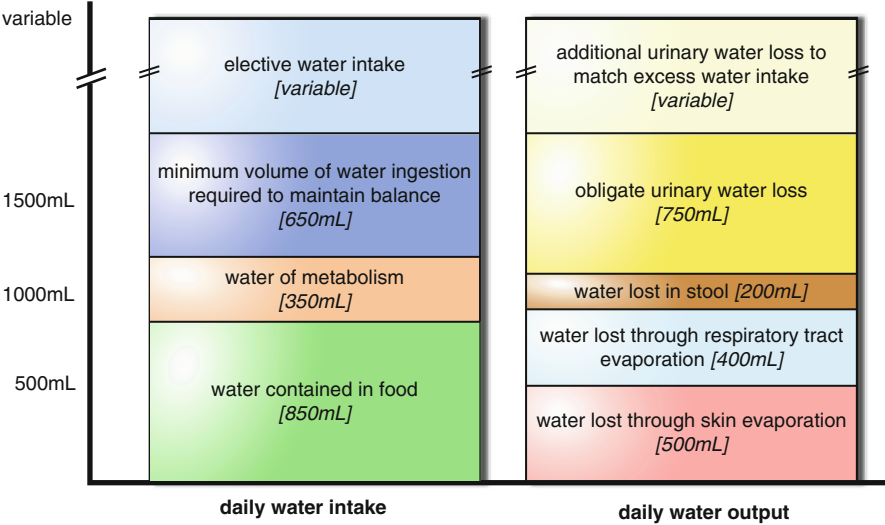 variable
1500mL
1000mL
500mL
elective water intake
[variable]
minimum volume of water ingestion
required to maintain balance
[650mL]
water of metabolism
[350mL]
water contained in food
[850mL]
daily water intake
additional urinary water loss to
match excess water intake
[variable]
obligate urinary water loss
[750mL]
water lost in stool [200mL]
water lost through respiratory tract
evaporation [400mL]
water lost through skin evaporation
[500mL]
daily water output